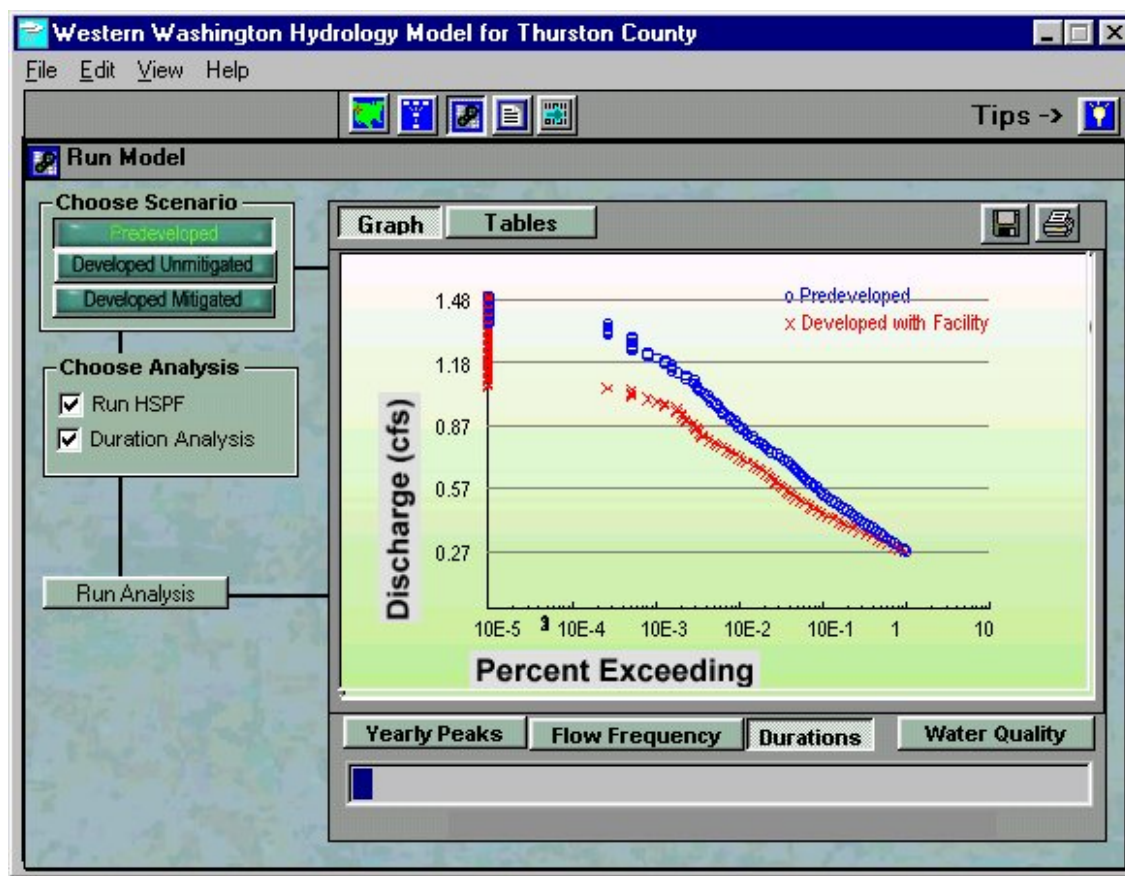 Western Washington Hydrology Model for Thurston County
File Edit View Help
Tips ->
Run Model
Choose Scenario
Predeveloped
Developed Unmitigated
Developed Mitigated
Choose Analysis
Run HSPF
Duration Analysis
Run Analysis
Graph Tables
o Predeveloped
x Developed with Facility
Discharge (cfs)
1.48
1.18
0.87
0.57
0.27
10E-5 10E-4 10E-3 10E-2 10E-1 1 10
Percent Exceeding
Yearly Peaks Flow Frequency Durations Water Quality